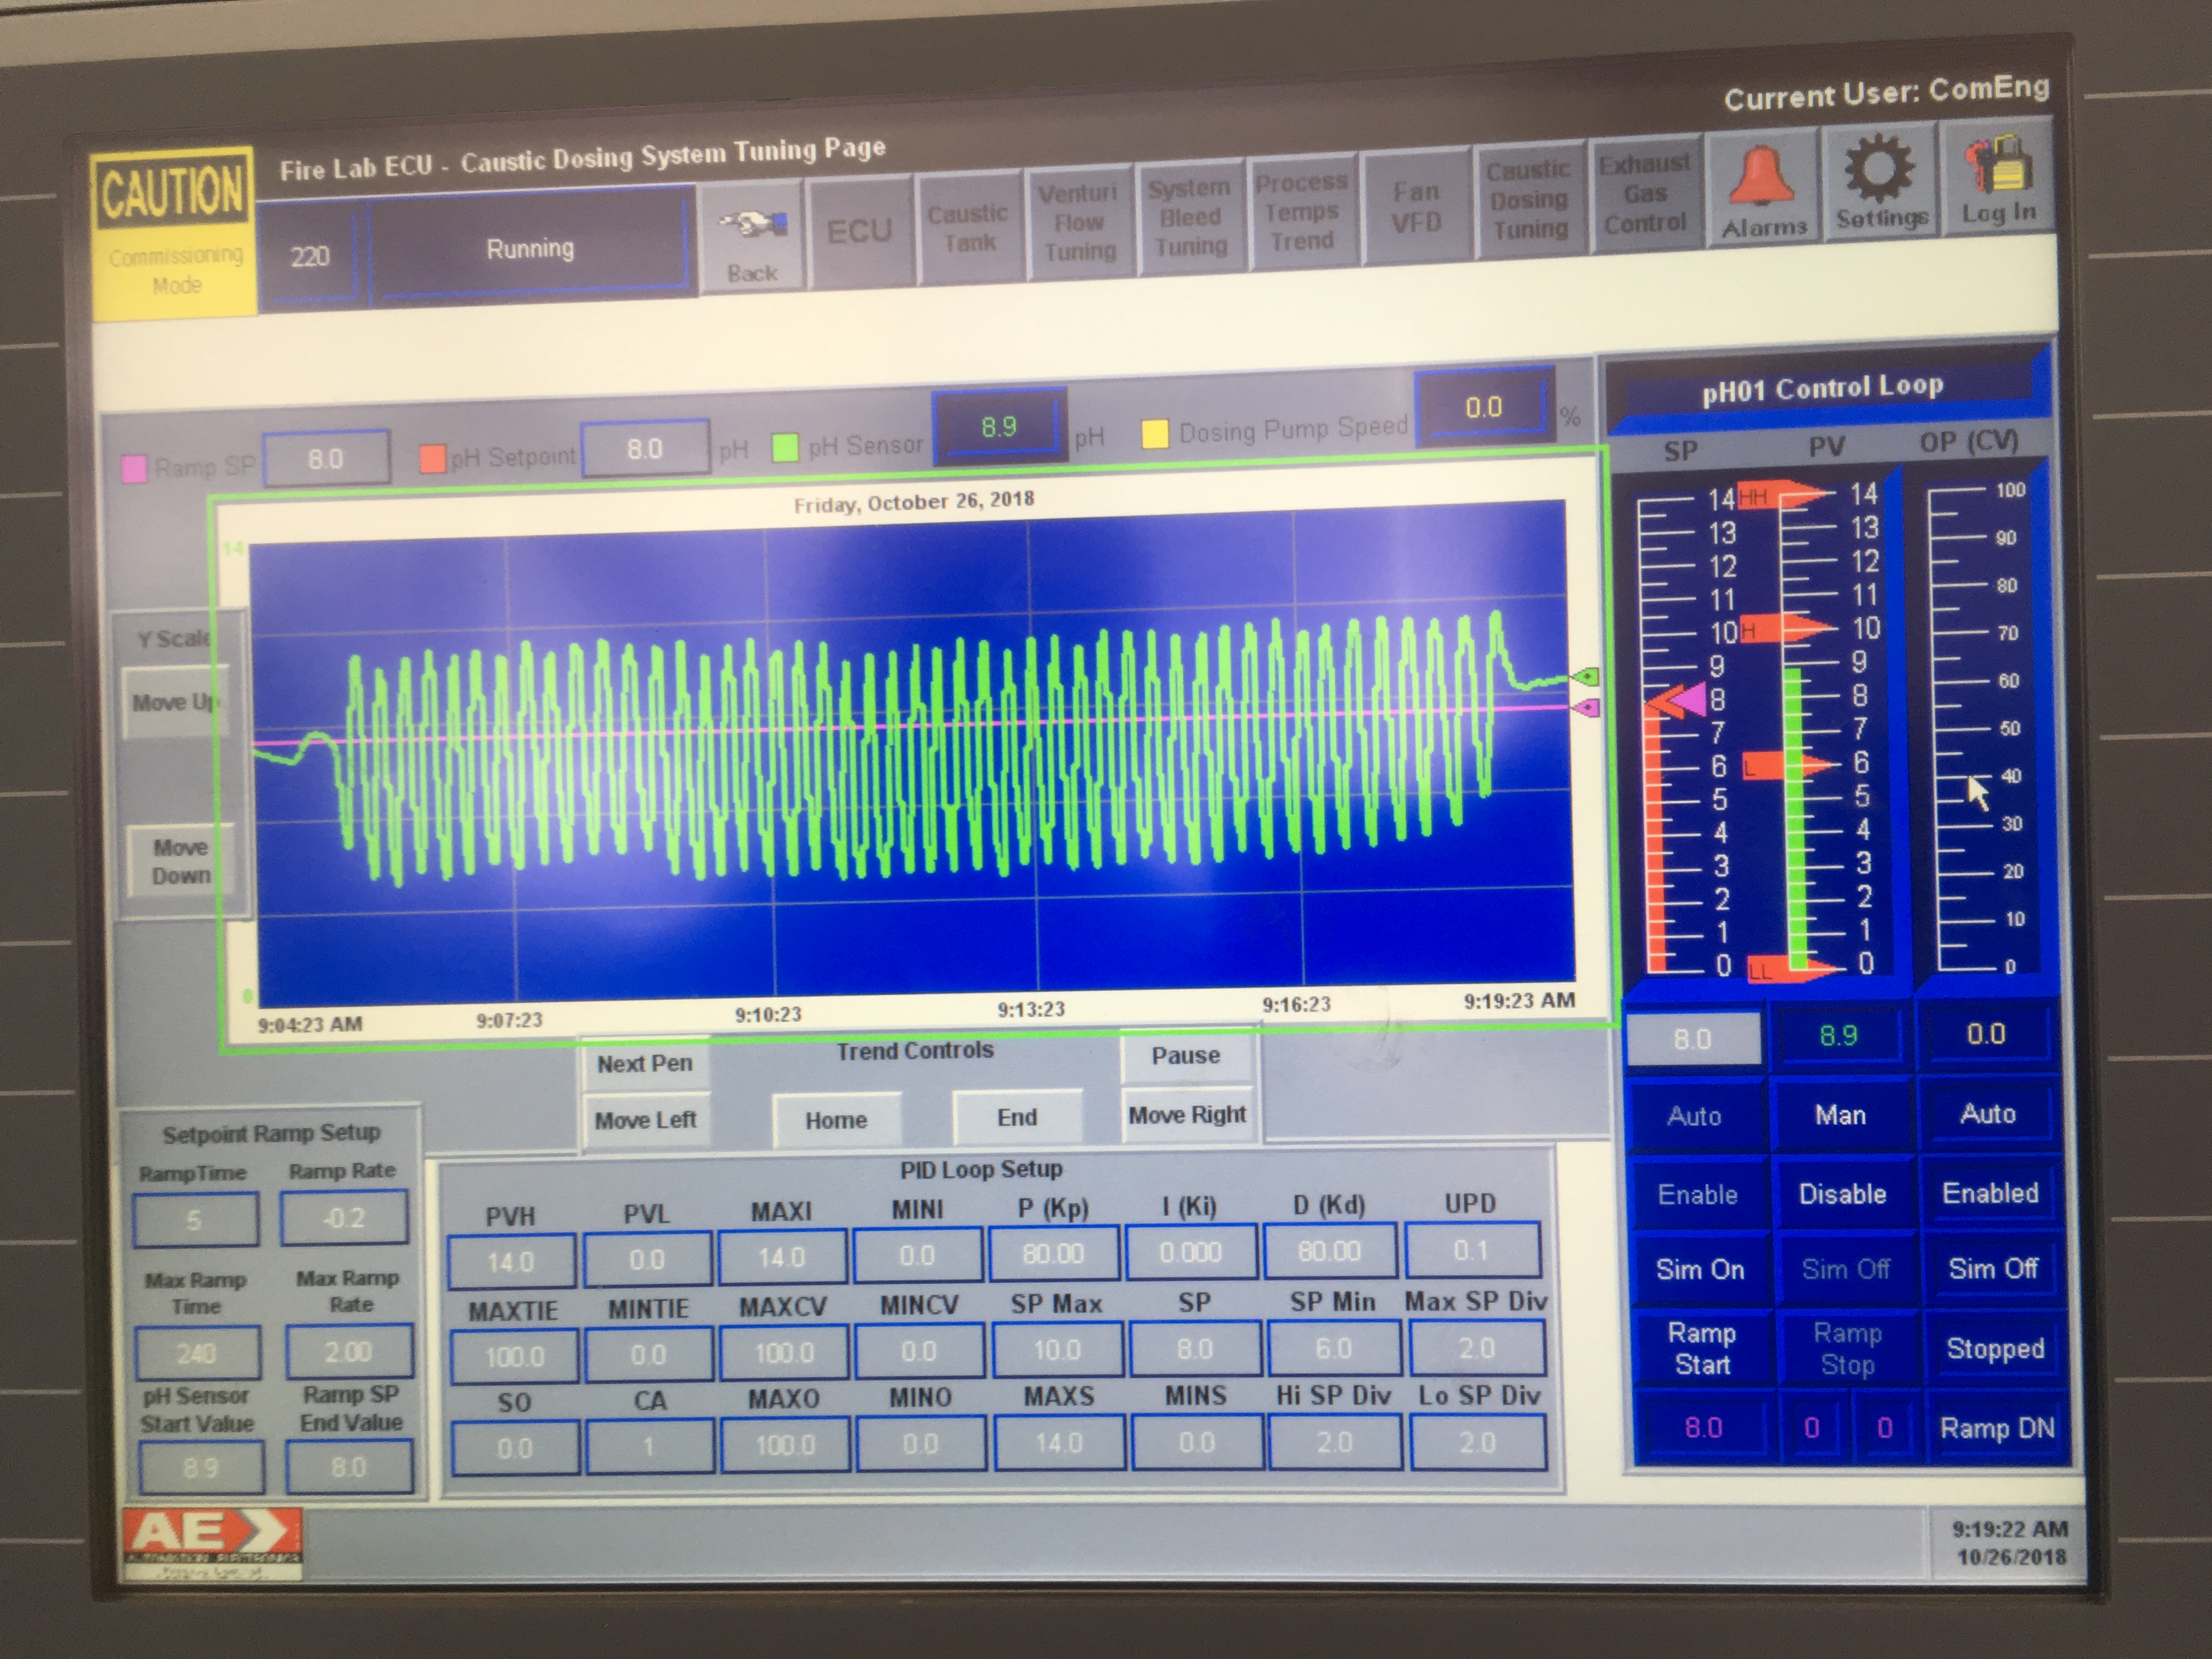 Current User: ComEng
CAUTION
Commissioning
Mode
Fire Lab ECU - Caustic Dosing System Tuning Page
220
Running
Back
ECU
Caustic
Tank
Venturi
Flow
Tuning
System
Bleed
Tuning
Process
Temps
Trend
Fan
VFD
Caustic
Dosing
Tuning
Exhaust
Gas
Control
Alarms
Settings
Log In
Ramp SP 8.0 pH Setpoint 8.0 pH pH Sensor 8.9 pH Dosing Pump Speed 0.0 %
Friday, October 26, 2018
14
0
9:04:23 AM 9:07:23 9:10:23 9:13:23 9:16:23 9:19:23 AM
Y Scale
Move Up
Move
Down
Trend Controls
Next Pen Pause
Move Left Home End Move Right
pH01 Control Loop
SP PV OP (CV)
14 HH 14 100
13 13 90
12 12 80
11 11 70
10 H 10 60
9 9 50
8 8 40
7 7 30
6 L 6 20
5 5 10
4 4 0
3 3
2 2
1 1
0 LL 0
8.0 8.9 0.0
Auto Man Auto
Enable Disable Enabled
Sim On Sim Off Sim Off
Ramp
Start
Ramp
Stop
Stopped
8.0 0 0 Ramp DN
Setpoint Ramp Setup
RampTime Ramp Rate
5 -0.2
Max Ramp
Time
Max Ramp
Rate
240 2.00
pH Sensor
Start Value
Ramp SP
End Value
8.9 8.0
PID Loop Setup
PVH PVL MAXI MINI P (Kp) I (Ki) D (Kd) UPD
14.0 0.0 14.0 0.0 80.00 0.000 80.00 0.1
MAXTIE MINTIE MAXCV MINCV SP Max SP SP Min Max SP Div
100.0 0.0 100.0 0.0 10.0 8.0 6.0 2.0
SO CA MAXO MINO MAXS MINS Hi SP Div Lo SP Div
0.0 1 100.0 0.0 14.0 0.0 2.0 2.0
AE
AUTOMATION ELECTRONICS
9:19:22 AM
10/26/2018